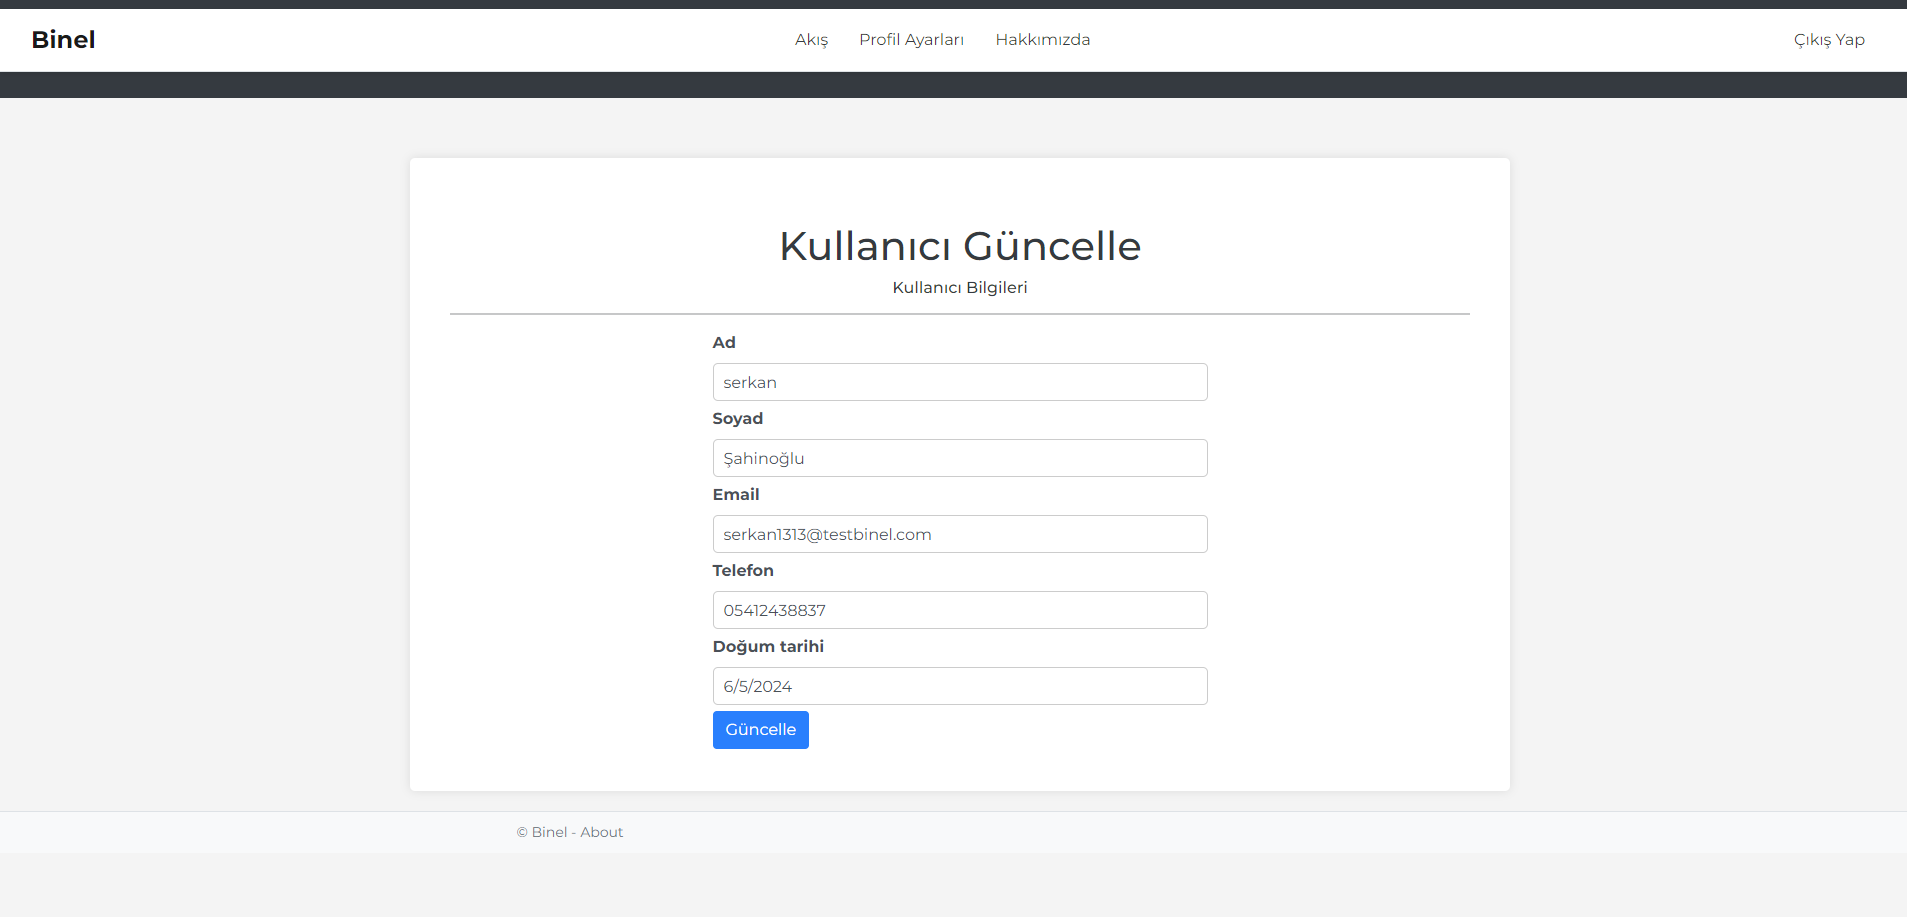 Binel
Akış
Profil Ayarları
Hakkımızda
Çıkış Yap
Kullanıcı Güncelle
Kullanıcı Bilgileri
Ad
serkan
Soyad
Şahinoğlu
Email
serkan1313@testbinel.com
Telefon
05412438837
Doğum tarihi
6/5/2024
Güncelle
© Binel - About